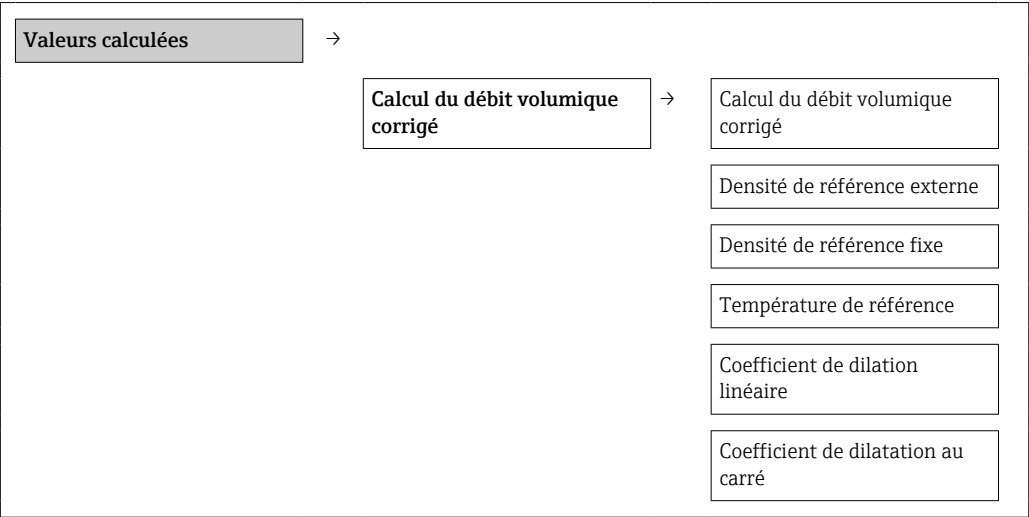 Valeurs calculées →
Calcul du débit volumique
corrigé
→
Calcul du débit volumique
corrigé
Densité de référence externe
Densité de référence fixe
Température de référence
Coefficient de dilation
linéaire
Coefficient de dilatation au
carré